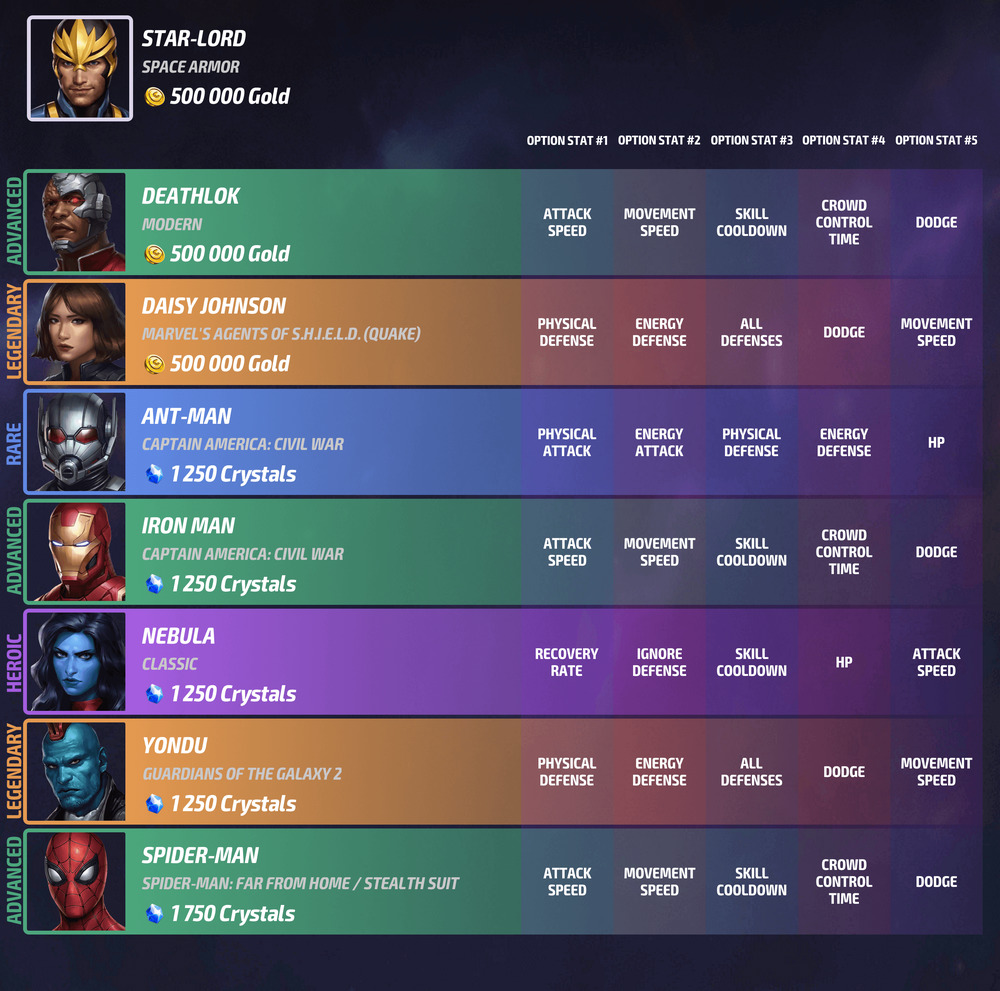 STAR-LORD
SPACE ARMOR
500 000 Gold
OPTION STAT #1 OPTION STAT #2 OPTION STAT #3 OPTION STAT #4 OPTION STAT #5
ADVANCED
DEATHLOK
MODERN
500 000 Gold
ATTACK
SPEED
MOVEMENT
SPEED
SKILL
COOLDOWN
CROWD
CONTROL
TIME
DODGE
LEGENDARY
DAISY JOHNSON
MARVEL'S AGENTS OF S.H.I.E.L.D. (QUAKE)
500 000 Gold
PHYSICAL
DEFENSE
ENERGY
DEFENSE
ALL
DEFENSES
DODGE
MOVEMENT
SPEED
RARE
ANT-MAN
CAPTAIN AMERICA: CIVIL WAR
1 250 Crystals
PHYSICAL
ATTACK
ENERGY
ATTACK
PHYSICAL
DEFENSE
ENERGY
DEFENSE
HP
ADVANCED
IRON MAN
CAPTAIN AMERICA: CIVIL WAR
1 250 Crystals
ATTACK
SPEED
MOVEMENT
SPEED
SKILL
COOLDOWN
CROWD
CONTROL
TIME
DODGE
HEROIC
NEBULA
CLASSIC
1 250 Crystals
RECOVERY
RATE
IGNORE
DEFENSE
SKILL
COOLDOWN
HP
ATTACK
SPEED
LEGENDARY
YONDU
GUARDIANS OF THE GALAXY 2
1 250 Crystals
PHYSICAL
DEFENSE
ENERGY
DEFENSE
ALL
DEFENSES
DODGE
MOVEMENT
SPEED
ADVANCED
SPIDER-MAN
SPIDER-MAN: FAR FROM HOME / STEALTH SUIT
1 750 Crystals
ATTACK
SPEED
MOVEMENT
SPEED
SKILL
COOLDOWN
CROWD
CONTROL
TIME
DODGE